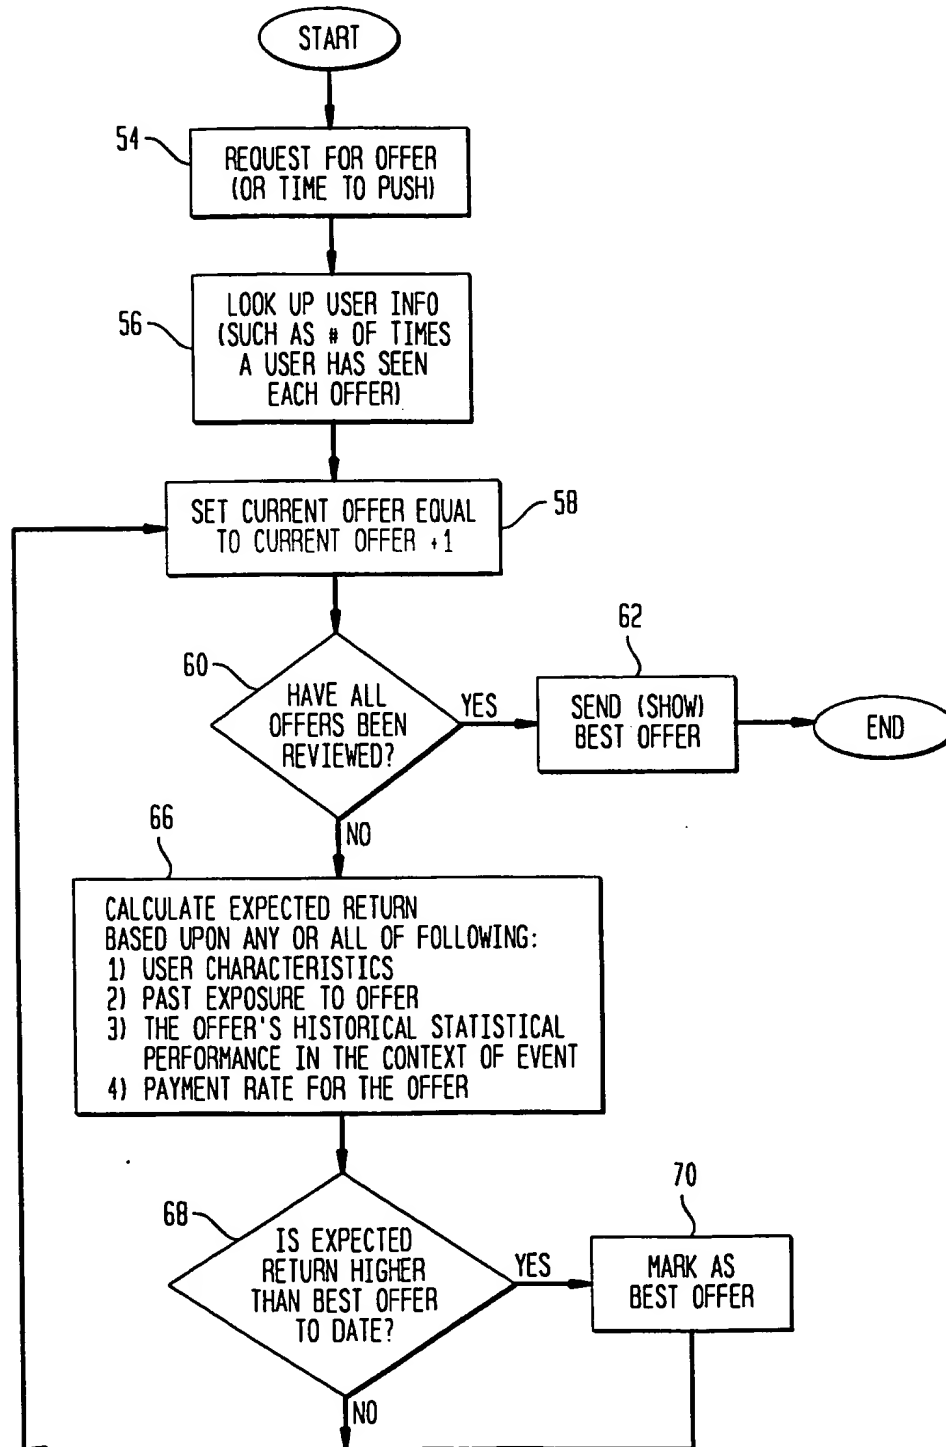 START
54
REQUEST FOR OFFER
(OR TIME TO PUSH)
56
LOOK UP USER INFO
(SUCH AS # OF TIMES
A USER HAS SEEN
EACH OFFER)
58
SET CURRENT OFFER EQUAL
TO CURRENT OFFER +1
60
HAVE ALL
OFFERS BEEN
REVIEWED?
YES
62
SEND (SHOW)
BEST OFFER
END
NO
66
CALCULATE EXPECTED RETURN
BASED UPON ANY OR ALL OF FOLLOWING:
1) USER CHARACTERISTICS
2) PAST EXPOSURE TO OFFER
3) THE OFFER'S HISTORICAL STATISTICAL
PERFORMANCE IN THE CONTEXT OF EVENT
4) PAYMENT RATE FOR THE OFFER
68
IS EXPECTED
RETURN HIGHER
THAN BEST OFFER
TO DATE?
YES
70
MARK AS
BEST OFFER
NO